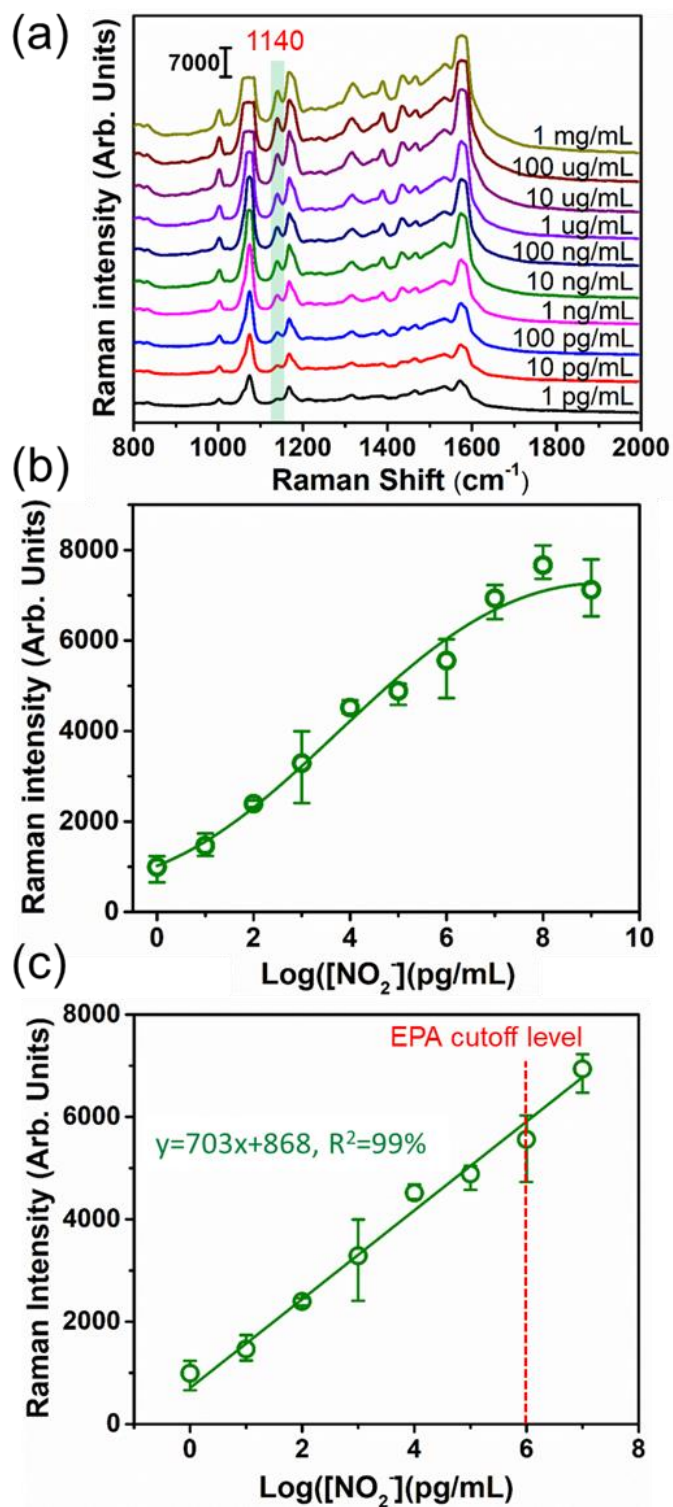 (a)
7000
1140
Raman intensity (Arb. Units)
1 mg/mL
100 ug/mL
10 ug/mL
1 ug/mL
100 ng/mL
10 ng/mL
1 ng/mL
100 pg/mL
10 pg/mL
1 pg/mL
800 1000 1200 1400 1600 1800 2000
Raman Shift (cm⁻¹)
(b)
Raman intensity (Arb. Units)
8000
6000
4000
2000
0
0 2 4 6 8 10
Log([NO₂⁻](pg/mL)
(c)
Raman Intensity (Arb. Units)
8000
6000
4000
2000
0
EPA cutoff level
y=703x+868, R²=99%
0 2 4 6 8
Log([NO₂⁻](pg/mL)